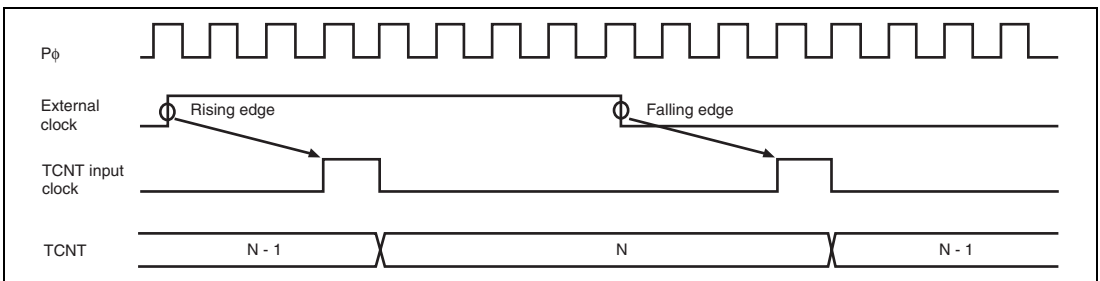 Pφ
External
clock
Rising edge
Falling edge
TCNT input
clock
TCNT
N - 1
N
N - 1